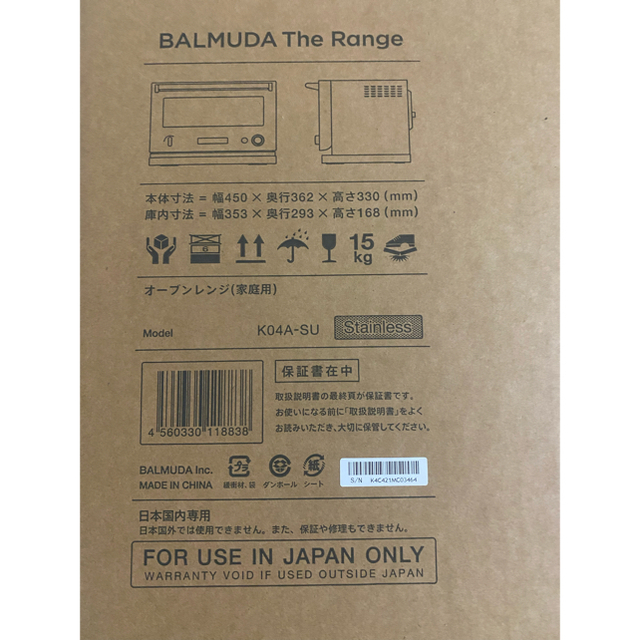 BALMUDA The Range
本体寸法 = 幅450 × 奥行362 × 高さ330 (mm)
庫内寸法 = 幅353 × 奥行293 × 高さ168 (mm)
6
15
kg
オーブンレンジ(家庭用)
Model K04A-SU Stainless
4 560330 118838
保証書在中
取扱説明書の最終頁が保証書です。
お使いになる前に「取扱説明書」をよく
お読みいただき、大切に保管してください。
BALMUDA Inc.
MADE IN CHINA
プラ
紙
緩衝材、袋 ダンボール シート
S/N K4C421MC03464
日本国内専用
日本国外では使用できません。また、保証や修理もできません。
FOR USE IN JAPAN ONLY
WARRANTY VOID IF USED OUTSIDE JAPAN